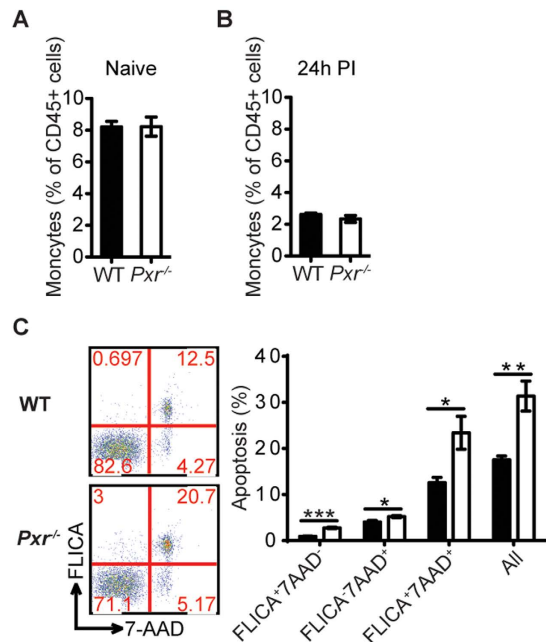 A
B
Naive
24h PI
Moncytes (% of CD45+ cells)
10
8
6
4
2
0
WT Pxr-/-
Moncytes (% of CD45+ cells)
10
8
6
4
2
0
WT Pxr-/-
C
WT
0.697 12.5
82.6 4.27
Pxr-/-
3 20.7
71.1 5.17
FLICA
7-AAD
Apoptosis (%)
40
30
20
10
0
***
*
*
**
FLICA+7AAD-
FLICA-7AAD+
FLICA+7AAD+
All